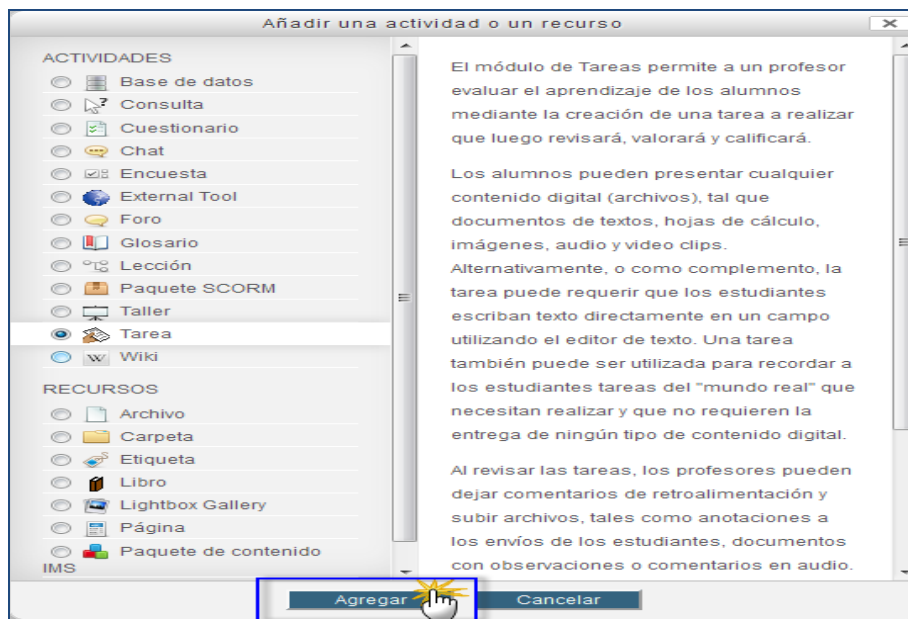 Añadir una actividad o un recurso
ACTIVIDADES
Base de datos
Consulta
Cuestionario
Chat
Encuesta
External Tool
Foro
Glosario
Lección
Paquete SCORM
Taller
Tarea
Wiki
RECURSOS
Archivo
Carpeta
Etiqueta
Libro
Lightbox Gallery
Página
Paquete de contenido
IMS
El módulo de Tareas permite a un profesor
evaluar el aprendizaje de los alumnos
mediante la creación de una tarea a realizar
que luego revisará, valorará y calificará.
Los alumnos pueden presentar cualquier
contenido digital (archivos), tal que
documentos de textos, hojas de cálculo,
imágenes, audio y video clips.
Alternativamente, o como complemento, la
tarea puede requerir que los estudiantes
escriban texto directamente en un campo
utilizando el editor de texto. Una tarea
también puede ser utilizada para recordar a
los estudiantes tareas del "mundo real" que
necesitan realizar y que no requieren la
entrega de ningún tipo de contenido digital.
Al revisar las tareas, los profesores pueden
dejar comentarios de retroalimentación y
subir archivos, tales como anotaciones a
los envíos de los estudiantes, documentos
con observaciones o comentarios en audio.
Agregar
Cancelar